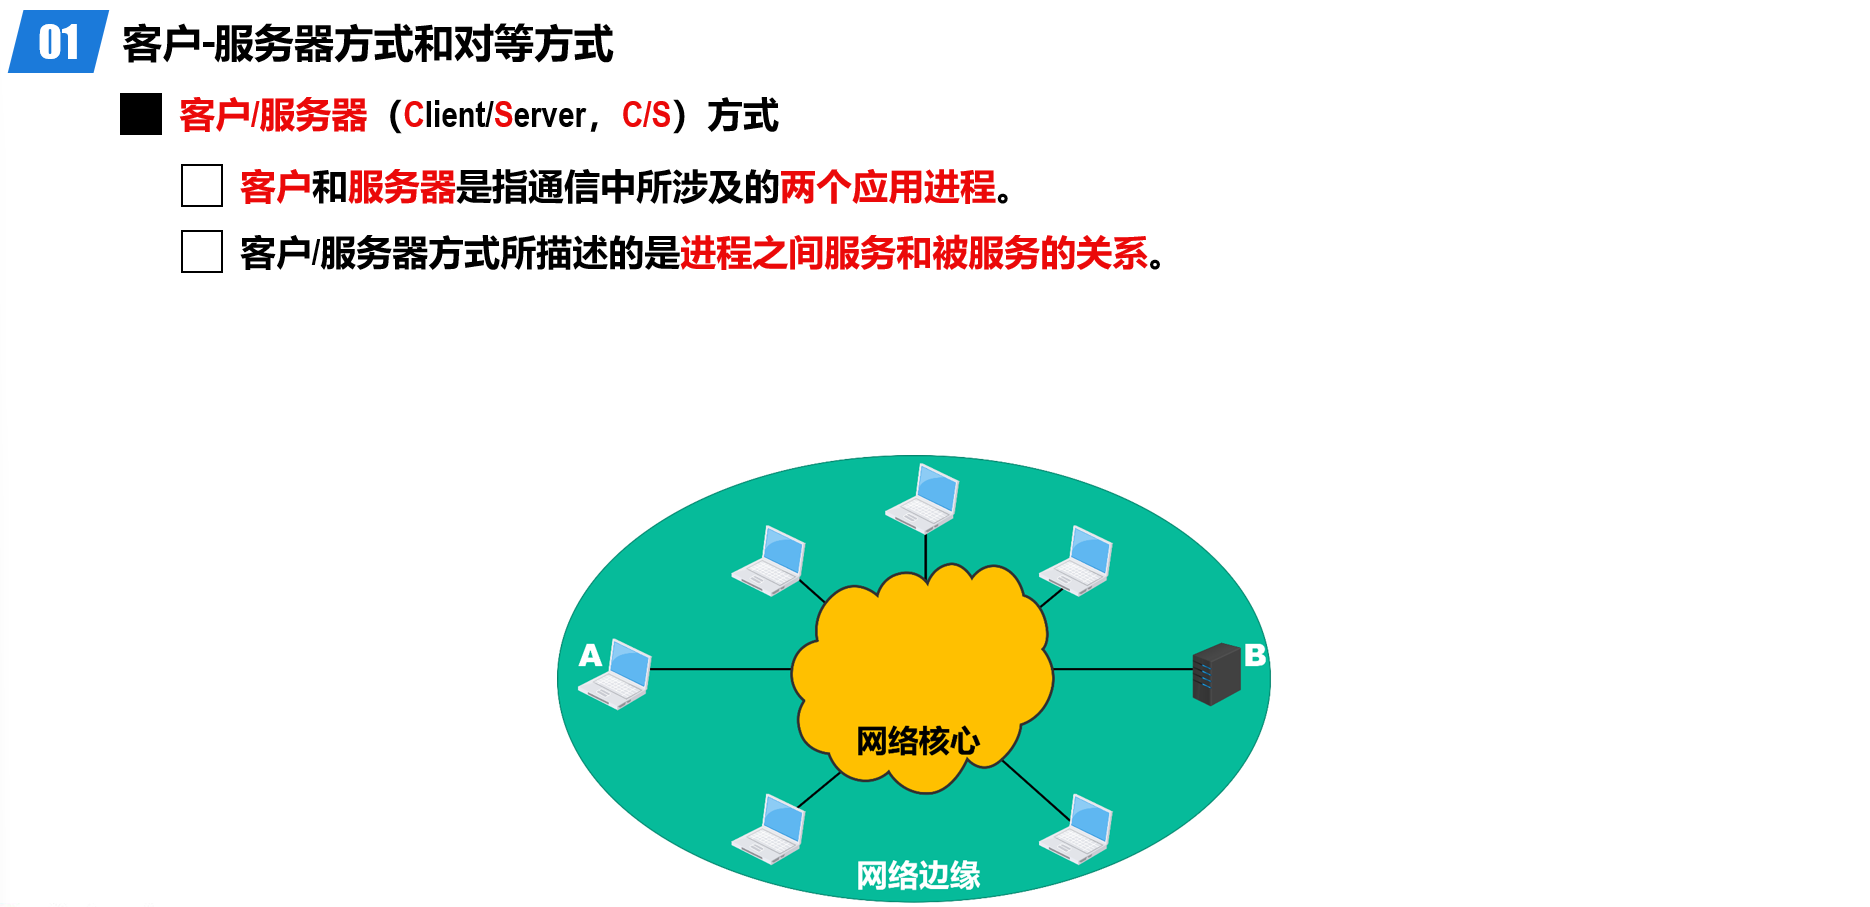 01 客户-服务器方式和对等方式
客户/服务器（Client/Server，C/S）方式
客户和服务器是指通信中所涉及的两个应用进程。
客户/服务器方式所描述的是进程之间服务和被服务的关系。
A
B
网络核心
网络边缘